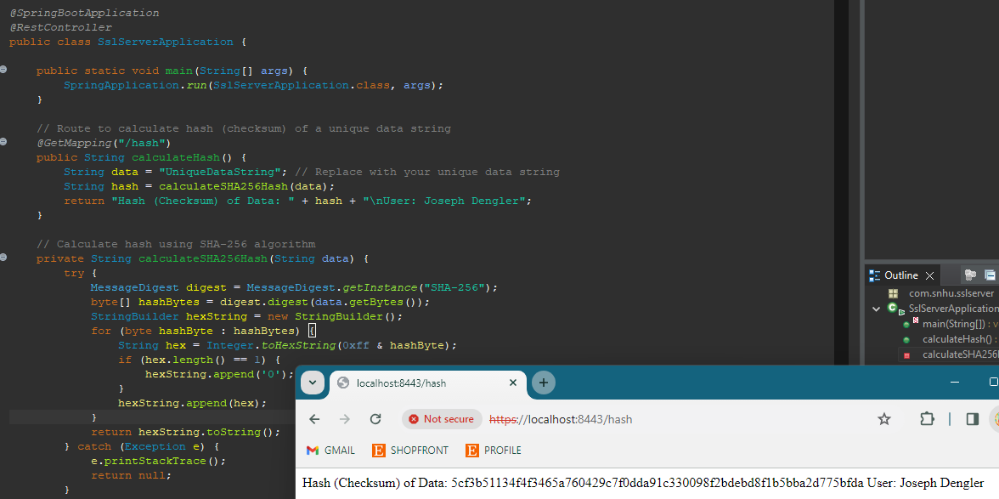 @SpringBootApplication
@RestController
public class SslServerApplication {
public static void main(String[] args) {
SpringApplication.run(SslServerApplication.class, args);
}
// Route to calculate hash (checksum) of a unique data string
@GetMapping("/hash")
public String calculateHash() {
String data = "UniqueDataString"; // Replace with your unique data string
String hash = calculateSHA256Hash(data);
return "Hash (Checksum) of Data: " + hash + "\nUser: Joseph Dengler";
}
// Calculate hash using SHA-256 algorithm
private String calculateSHA256Hash(String data) {
try {
MessageDigest digest = MessageDigest.getInstance("SHA-256");
byte[] hashBytes = digest.digest(data.getBytes());
StringBuilder hexString = new StringBuilder();
for (byte hashByte : hashBytes) {
String hex = Integer.toHexString(0xff & hashByte);
if (hex.length() == 1) {
hexString.append('0');
}
hexString.append(hex);
}
return hexString.toString();
} catch (Exception e) {
e.printStackTrace();
return null;
}
Outline
com.snhu.sslserver
SslServerApplication
main(String[]) : v
calculateHash() :
calculateSHA256
localhost:8443/hash
Not secure
https://localhost:8443/hash
GMAIL
SHOPFRONT
PROFILE
Hash (Checksum) of Data: 5cf3b51134f4f3465a760429c7f0dda91c330098f2bdebd8f1b5bba2d775bfda User: Joseph Dengler